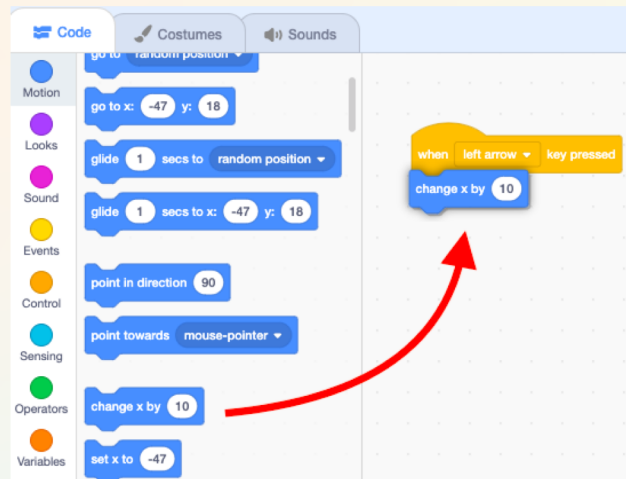 Code Costumes Sounds
Motion
Looks
Sound
Events
Control
Sensing
Operators
Variables
go to random position
go to x: -47 y: 18
glide 1 secs to random position
glide 1 secs to x: -47 y: 18
point in direction 90
point towards mouse-pointer
change x by 10
set x to -47
when left arrow key pressed
change x by 10